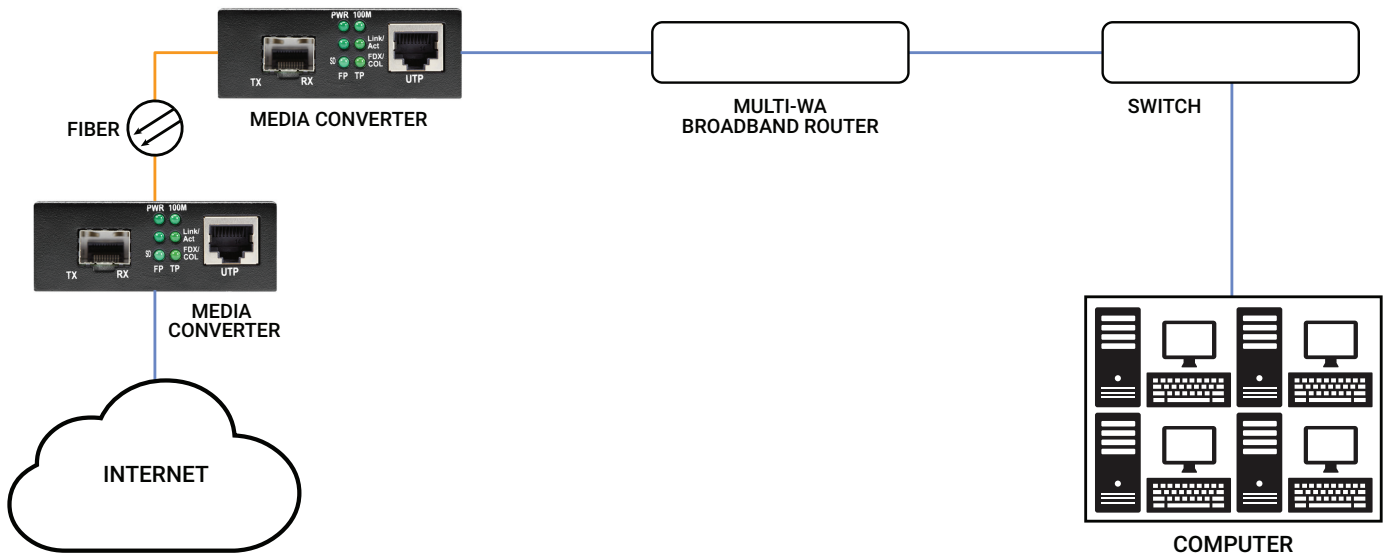 PWR 100M
Link/
Act
SD FDX/
COL
TX RX FP TP UTP
MEDIA CONVERTER
MULTI-WA
BROADBAND ROUTER
SWITCH
FIBER
PWR 100M
Link/
Act
SD FDX/
COL
TX RX FP TP UTP
MEDIA
CONVERTER
INTERNET
COMPUTER